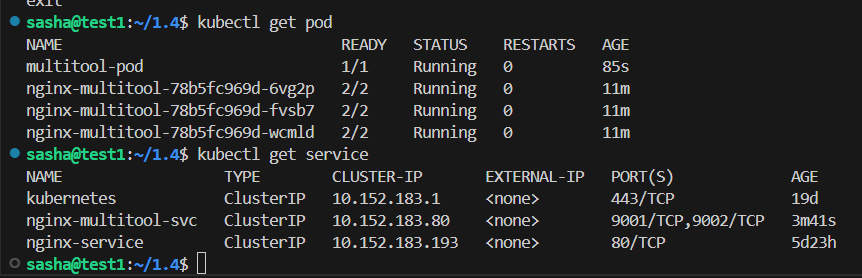 exit
sasha@test1:~/1.4$ kubectl get pod
NAME READY STATUS RESTARTS AGE
multitool-pod 1/1 Running 0 85s
nginx-multitool-78b5fc969d-6vg2p 2/2 Running 0 11m
nginx-multitool-78b5fc969d-fvsb7 2/2 Running 0 11m
nginx-multitool-78b5fc969d-wcmld 2/2 Running 0 11m
sasha@test1:~/1.4$ kubectl get service
NAME TYPE CLUSTER-IP EXTERNAL-IP PORT(S) AGE
kubernetes ClusterIP 10.152.183.1 <none> 443/TCP 19d
nginx-multitool-svc ClusterIP 10.152.183.80 <none> 9001/TCP,9002/TCP 3m41s
nginx-service ClusterIP 10.152.183.193 <none> 80/TCP 5d23h
sasha@test1:~/1.4$